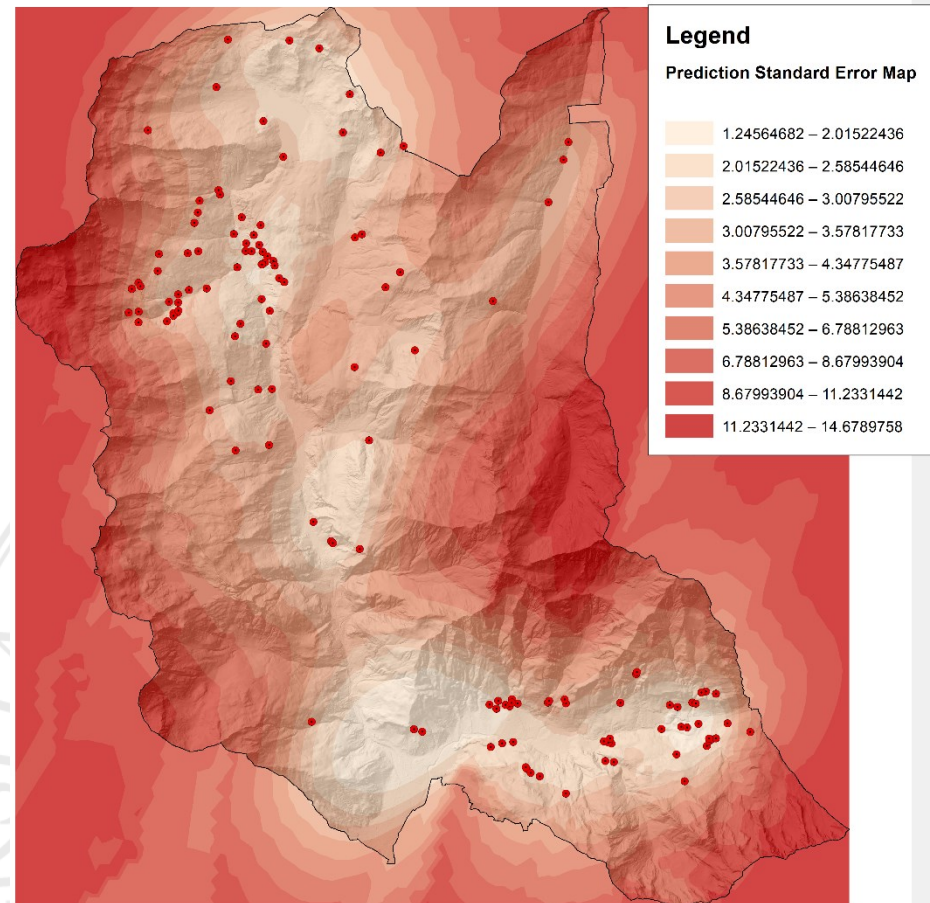 Legend
Prediction Standard Error Map
1.24564682 – 2.01522436
2.01522436 – 2.58544646
2.58544646 – 3.00795522
3.00795522 – 3.57817733
3.57817733 – 4.34775487
4.34775487 – 5.38638452
5.38638452 – 6.78812963
6.78812963 – 8.67993904
8.67993904 – 11.2331442
11.2331442 – 14.6789758